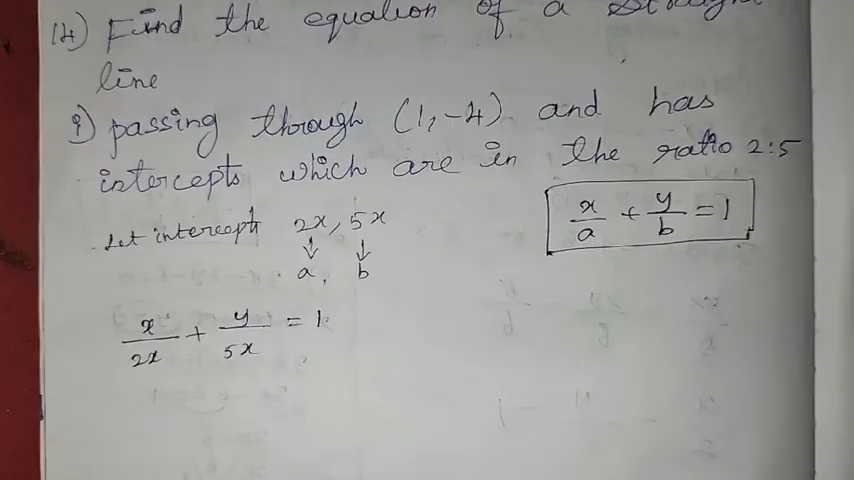 14) Find the equation of a straight
line
i) passing through (1, -4) and has
intercepts which are in the ratio 2:5
Let intercept 2x, 5x
a, b
x/a + y/b = 1
x/2x + y/5x = 1